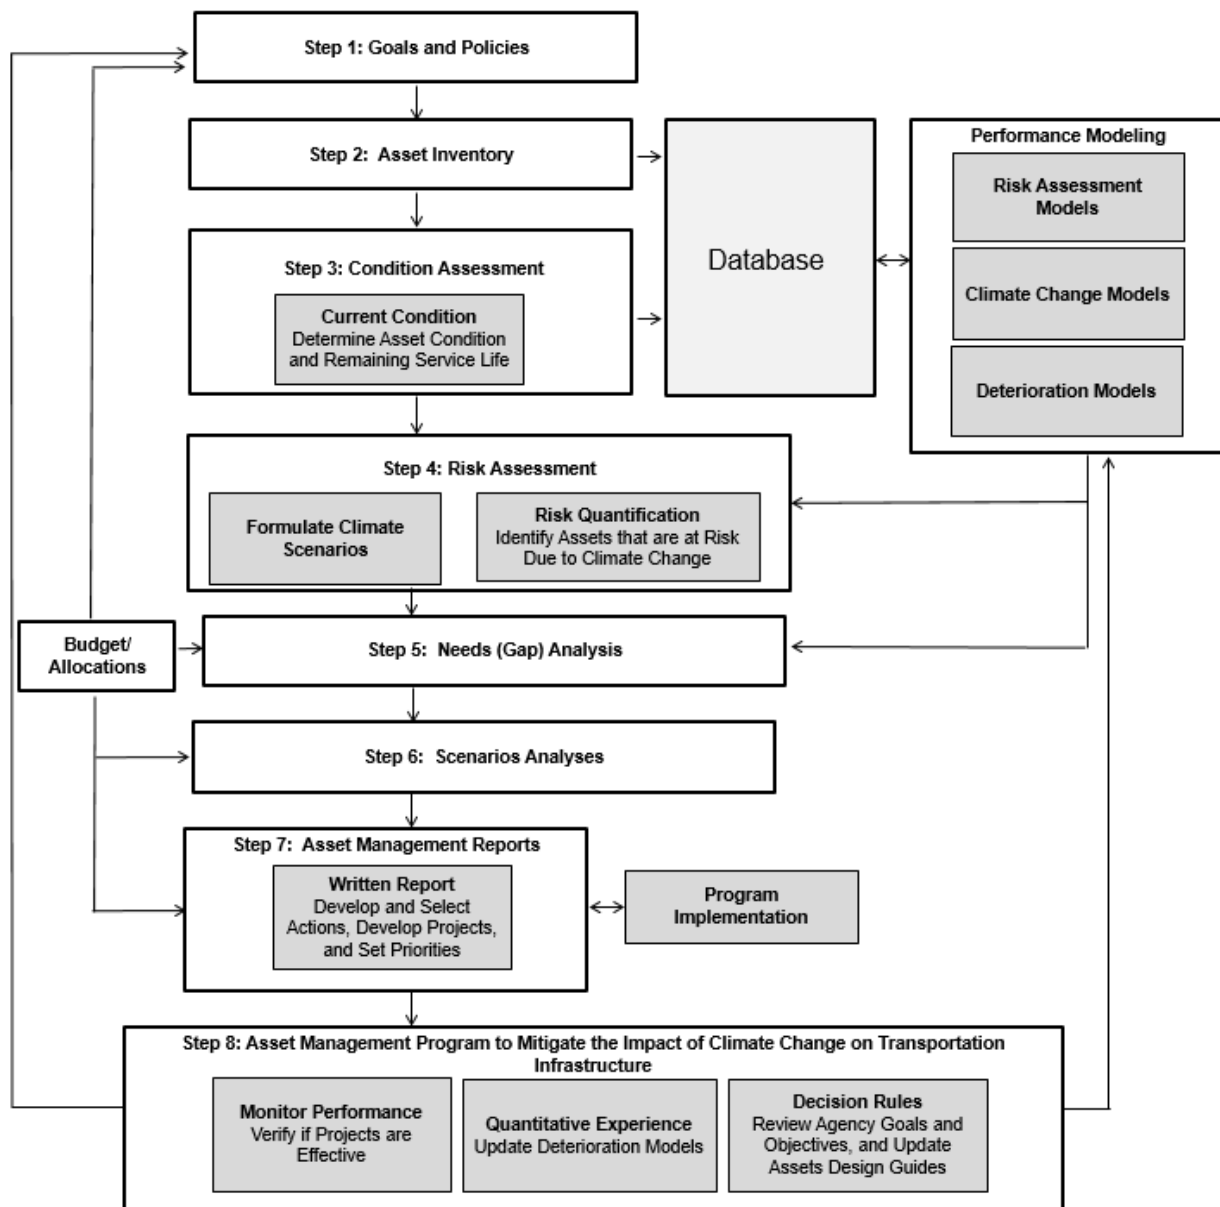 Step 1: Goals and Policies
Step 2: Asset Inventory
Step 3: Condition Assessment
Current Condition
Determine Asset Condition
and Remaining Service Life
Database
Performance Modeling
Risk Assessment
Models
Climate Change Models
Deterioration Models
Step 4: Risk Assessment
Formulate Climate
Scenarios
Risk Quantification
Identify Assets that are at Risk
Due to Climate Change
Budget/
Allocations
Step 5: Needs (Gap) Analysis
Step 6: Scenarios Analyses
Step 7: Asset Management Reports
Written Report
Develop and Select
Actions, Develop Projects,
and Set Priorities
Program
Implementation
Step 8: Asset Management Program to Mitigate the Impact of Climate Change on Transportation
Infrastructure
Monitor Performance
Verify if Projects are
Effective
Quantitative Experience
Update Deterioration Models
Decision Rules
Review Agency Goals and
Objectives, and Update
Assets Design Guides